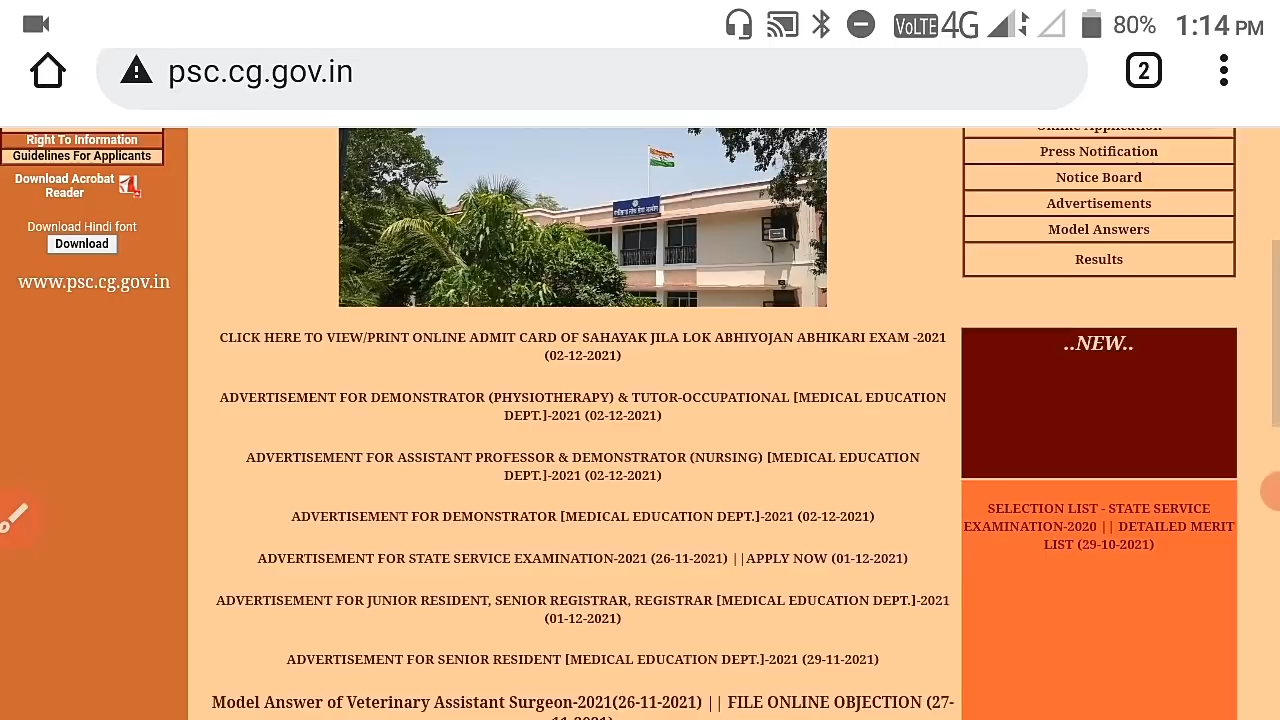 VoLTE 4G 80% 1:14 PM
psc.cg.gov.in
2
Right To Information
Guidelines For Applicants
Download Acrobat
Reader
Download Hindi font
Download
www.psc.cg.gov.in
CLICK HERE TO VIEW/PRINT ONLINE ADMIT CARD OF SAHAYAK JILA LOK ABHIYOJAN ABHIKARI EXAM -2021
(02-12-2021)
ADVERTISEMENT FOR DEMONSTRATOR (PHYSIOTHERAPY) & TUTOR-OCCUPATIONAL [MEDICAL EDUCATION
DEPT.]-2021 (02-12-2021)
ADVERTISEMENT FOR ASSISTANT PROFESSOR & DEMONSTRATOR (NURSING) [MEDICAL EDUCATION
DEPT.]-2021 (02-12-2021)
ADVERTISEMENT FOR DEMONSTRATOR [MEDICAL EDUCATION DEPT.]-2021 (02-12-2021)
ADVERTISEMENT FOR STATE SERVICE EXAMINATION-2021 (26-11-2021) ||APPLY NOW (01-12-2021)
ADVERTISEMENT FOR JUNIOR RESIDENT, SENIOR REGISTRAR, REGISTRAR [MEDICAL EDUCATION DEPT.]-2021
(01-12-2021)
ADVERTISEMENT FOR SENIOR RESIDENT [MEDICAL EDUCATION DEPT.]-2021 (29-11-2021)
Model Answer of Veterinary Assistant Surgeon-2021(26-11-2021) || FILE ONLINE OBJECTION (27-
11-2021)
Online Application
Press Notification
Notice Board
Advertisements
Model Answers
Results
..NEW..
SELECTION LIST - STATE SERVICE
EXAMINATION-2020 || DETAILED MERIT
LIST (29-10-2021)